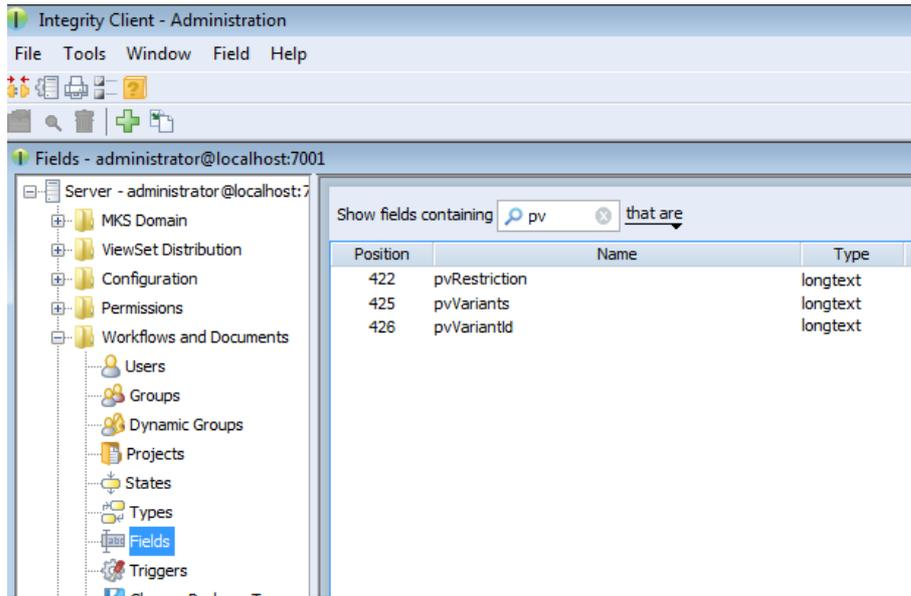 Integrity Client - Administration
File Tools Window Field Help
Fields - administrator@localhost:7001
Server - administrator@localhost:7
MKS Domain
ViewSet Distribution
Configuration
Permissions
Workflows and Documents
Users
Groups
Dynamic Groups
Projects
States
Types
Fields
Triggers
Show fields containing pv that are
Position Name Type
422 pvRestriction longtext
425 pvVariants longtext
426 pvVariantId longtext